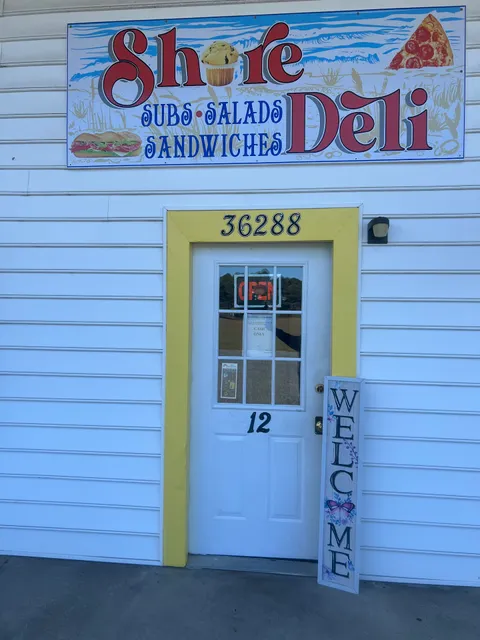 Shore
SUBS • SALADS
SANDWICHES
Deli
36288
12
WELCOME